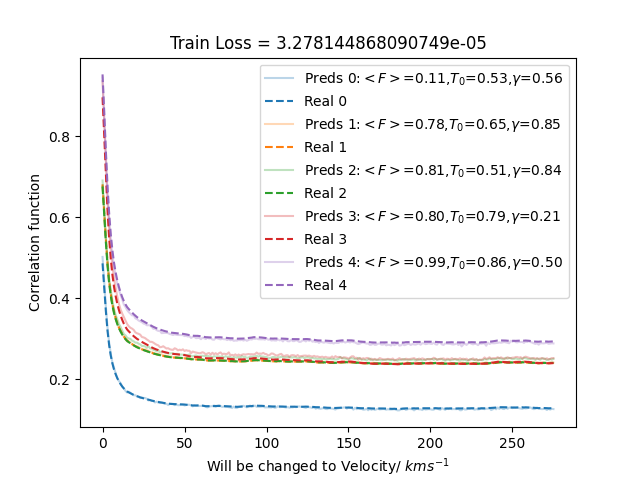 Train Loss = 3.278144868090749e-05
Preds 0: < F >=0.11,T₀=0.53,γ=0.56
Real 0
Preds 1: < F >=0.78,T₀=0.65,γ=0.85
Real 1
Preds 2: < F >=0.81,T₀=0.51,γ=0.84
Real 2
Preds 3: < F >=0.80,T₀=0.79,γ=0.21
Real 3
Preds 4: < F >=0.99,T₀=0.86,γ=0.50
Real 4
Correlation function
0.8
0.6
0.4
0.2
0 50 100 150 200 250
Will be changed to Velocity/ kms⁻¹